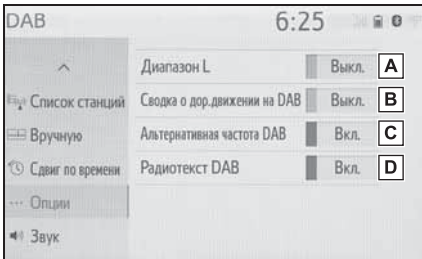 DAB 6:25
Диапазон L Выкл. A
Список станций Сводка о дор.движении на DAB Выкл. B
Вручную Альтернативная частота DAB Вкл. C
Сдвиг по времени Радиотекст DAB Вкл. D
Опции
Звук